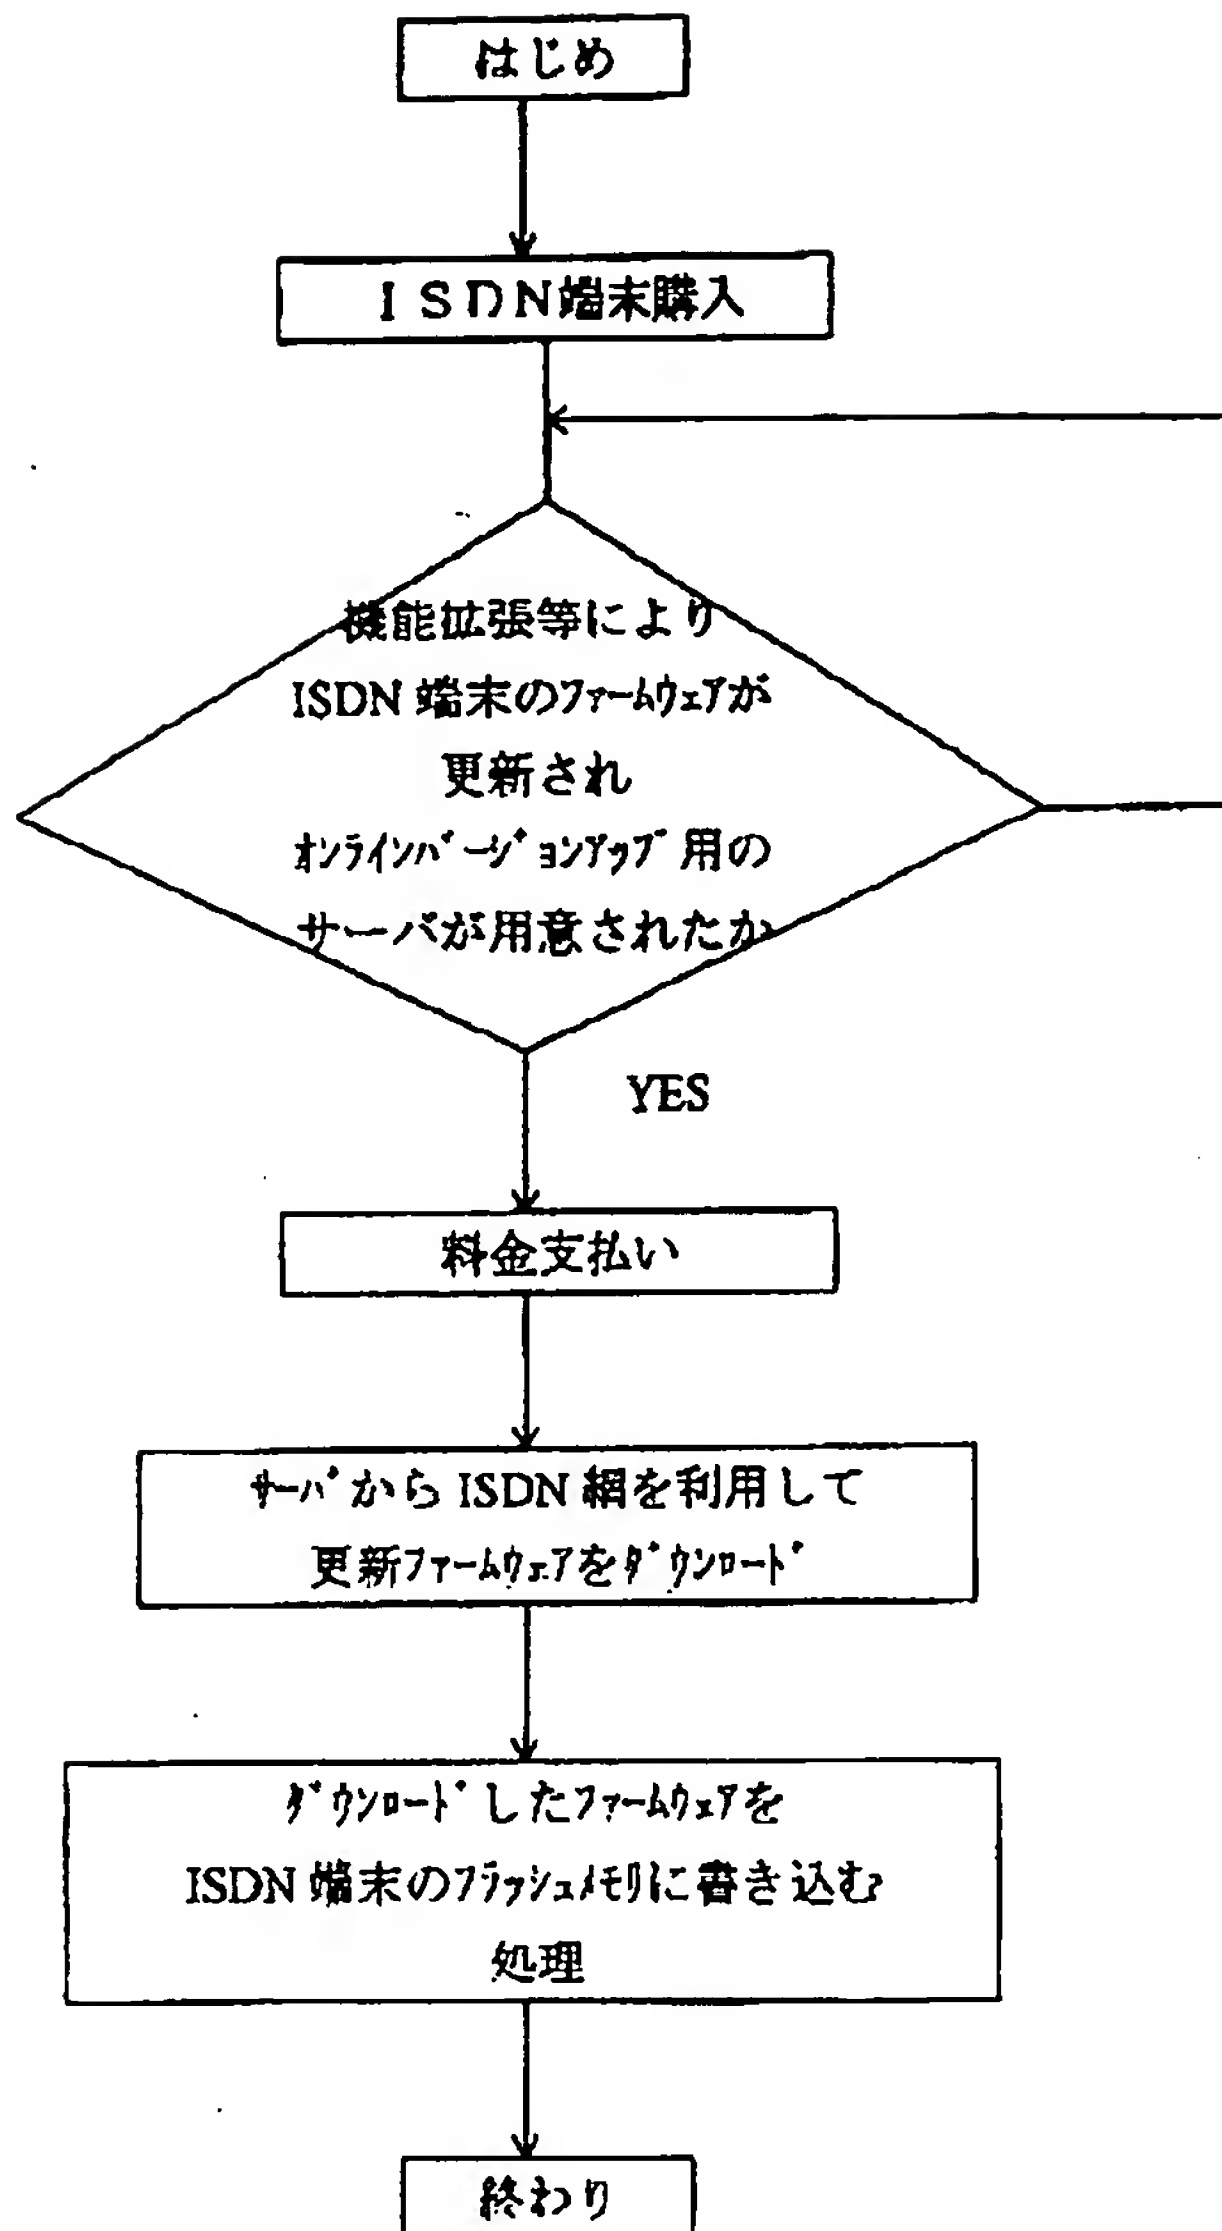 はじめ
ＩＳＤＮ端末購入
機能拡張等により
ISDN 端末のﾌｧｰﾑｳｪｱが
更新され
ｵﾝﾗｲﾝﾊﾞｰｼﾞｮﾝｱｯﾌﾟ用の
サーバが用意されたか
YES
料金支払い
ｻｰﾊﾞから ISDN 網を利用して
更新ﾌｧｰﾑｳｪｱをﾀﾞｳﾝﾛｰﾄﾞ
ﾀﾞｳﾝﾛｰﾄﾞしたﾌｧｰﾑｳｪｱを
ISDN 端末のﾌﾗｯｼｭﾒﾓﾘに書き込む
処理
終わり